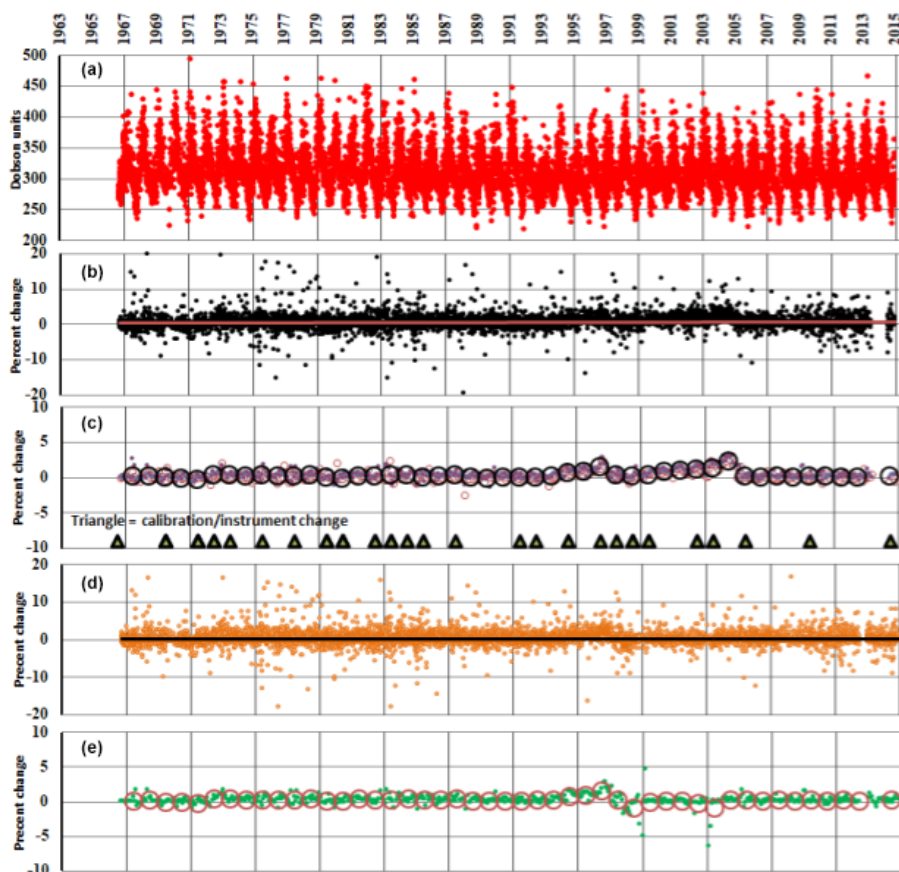 1963 1965 1967 1969 1971 1973 1975 1977 1979 1981 1983 1985 1987 1989 1991 1993 1995 1997 1999 2001 2003 2005 2007 2009 2011 2013 2015
(a)
Dobson units
500
450
400
350
300
250
200
(b)
Percent change
20
10
0
-10
-20
(c)
Percent change
10
5
0
-5
-10
Triangle = calibration/instrument change
(d)
Precent change
20
10
0
-10
-20
(e)
Precent change
10
5
0
-5
-10